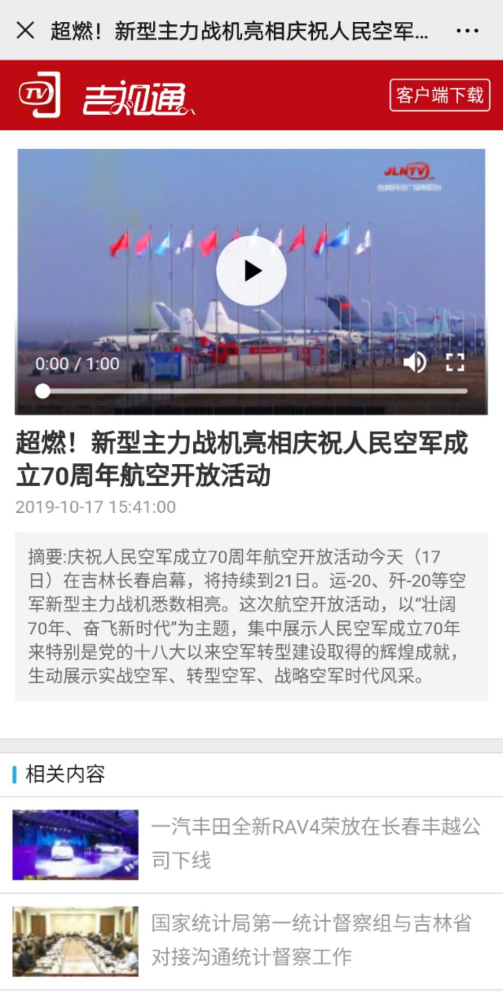 超燃！新型主力战机亮相庆祝人民空军...
TV
吉视通
客户端下载
JLNTV
0:00 / 1:00
超燃！新型主力战机亮相庆祝人民空军成
立70周年航空开放活动
2019-10-17 15:41:00
摘要:庆祝人民空军成立70周年航空开放活动今天（17
日）在吉林长春启幕，将持续到21日。运-20、歼-20等空
军新型主力战机悉数相亮。这次航空开放活动，以“壮阔
70年、奋飞新时代”为主题，集中展示人民空军成立70年
来特别是党的十八大以来空军转型建设取得的辉煌成就，
生动展示实战空军、转型空军、战略空军时代风采。
相关内容
一汽丰田全新RAV4荣放在长春丰越公
司下线
国家统计局第一统计督察组与吉林省
对接沟通统计督察工作